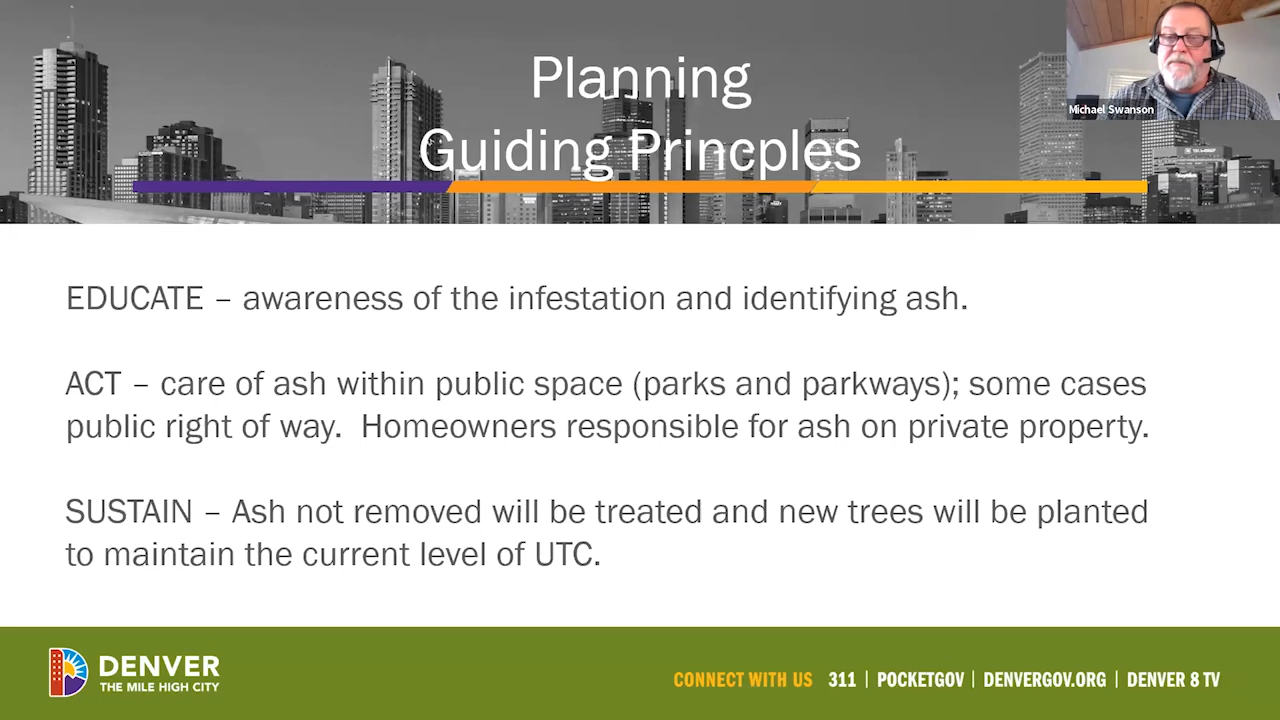 Planning
Guiding Princples
Michael Swanson
EDUCATE – awareness of the infestation and identifying ash.
ACT – care of ash within public space (parks and parkways); some cases
public right of way.  Homeowners responsible for ash on private property.
SUSTAIN – Ash not removed will be treated and new trees will be planted
to maintain the current level of UTC.
DENVER
THE MILE HIGH CITY
CONNECT WITH US 311 | POCKETGOV | DENVERGOV.ORG | DENVER 8 TV